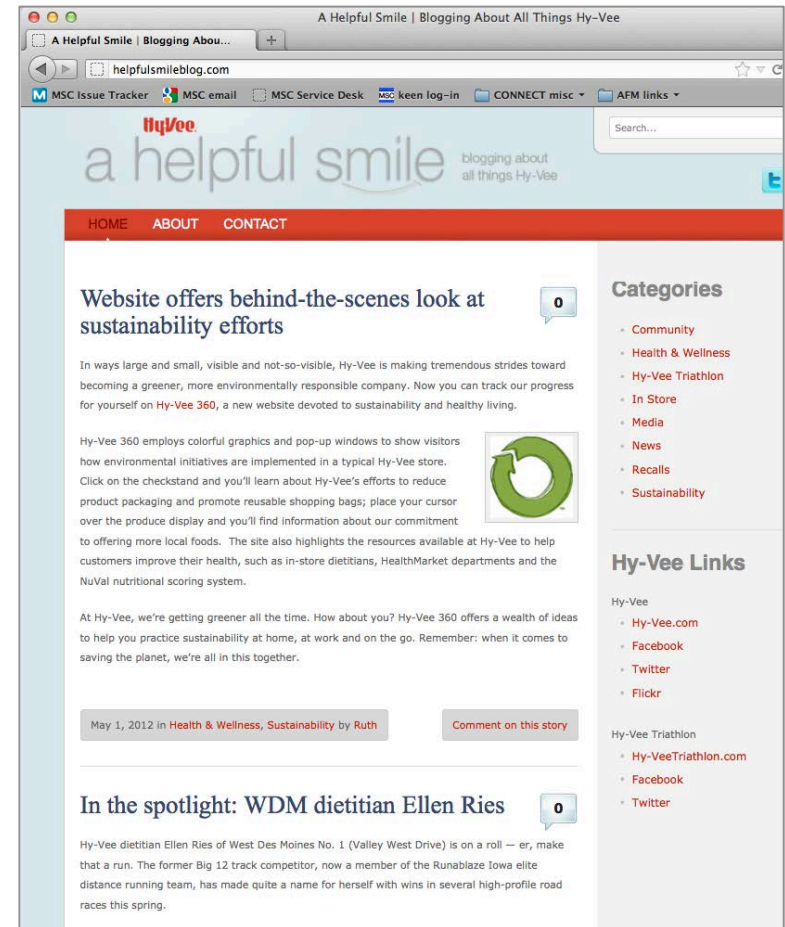 A Helpful Smile | Blogging About All Things Hy-Vee
A Helpful Smile | Blogging Abou...
helpfulsmileblog.com
MSC Issue Tracker MSC email MSC Service Desk MSC keen log-in CONNECT misc AFM links
HyVee
a helpful smile
blogging about
all things Hy-Vee
Search...
HOME ABOUT CONTACT
Website offers behind-the-scenes look at
sustainability efforts
0
In ways large and small, visible and not-so-visible, Hy-Vee is making tremendous strides toward
becoming a greener, more environmentally responsible company. Now you can track our progress
for yourself on Hy-Vee 360, a new website devoted to sustainability and healthy living.
Hy-Vee 360 employs colorful graphics and pop-up windows to show visitors
how environmental initiatives are implemented in a typical Hy-Vee store.
Click on the checkstand and you'll learn about Hy-Vee's efforts to reduce
product packaging and promote reusable shopping bags; place your cursor
over the produce display and you'll find information about our commitment
to offering more local foods. The site also highlights the resources available at Hy-Vee to help
customers improve their health, such as in-store dietitians, HealthMarket departments and the
NuVal nutritional scoring system.
At Hy-Vee, we're getting greener all the time. How about you? Hy-Vee 360 offers a wealth of ideas
to help you practice sustainability at home, at work and on the go. Remember: when it comes to
saving the planet, we're all in this together.
May 1, 2012 in Health & Wellness, Sustainability by Ruth
Comment on this story
In the spotlight: WDM dietitian Ellen Ries
0
Hy-Vee dietitian Ellen Ries of West Des Moines No. 1 (Valley West Drive) is on a roll — er, make
that a run. The former Big 12 track competitor, now a member of the Runablaze Iowa elite
distance running team, has made quite a name for herself with wins in several high-profile road
races this spring.
Categories
Community
Health & Wellness
Hy-Vee Triathlon
In Store
Media
News
Recalls
Sustainability
Hy-Vee Links
Hy-Vee
Hy-Vee.com
Facebook
Twitter
Flickr
Hy-Vee Triathlon
Hy-VeeTriathlon.com
Facebook
Twitter